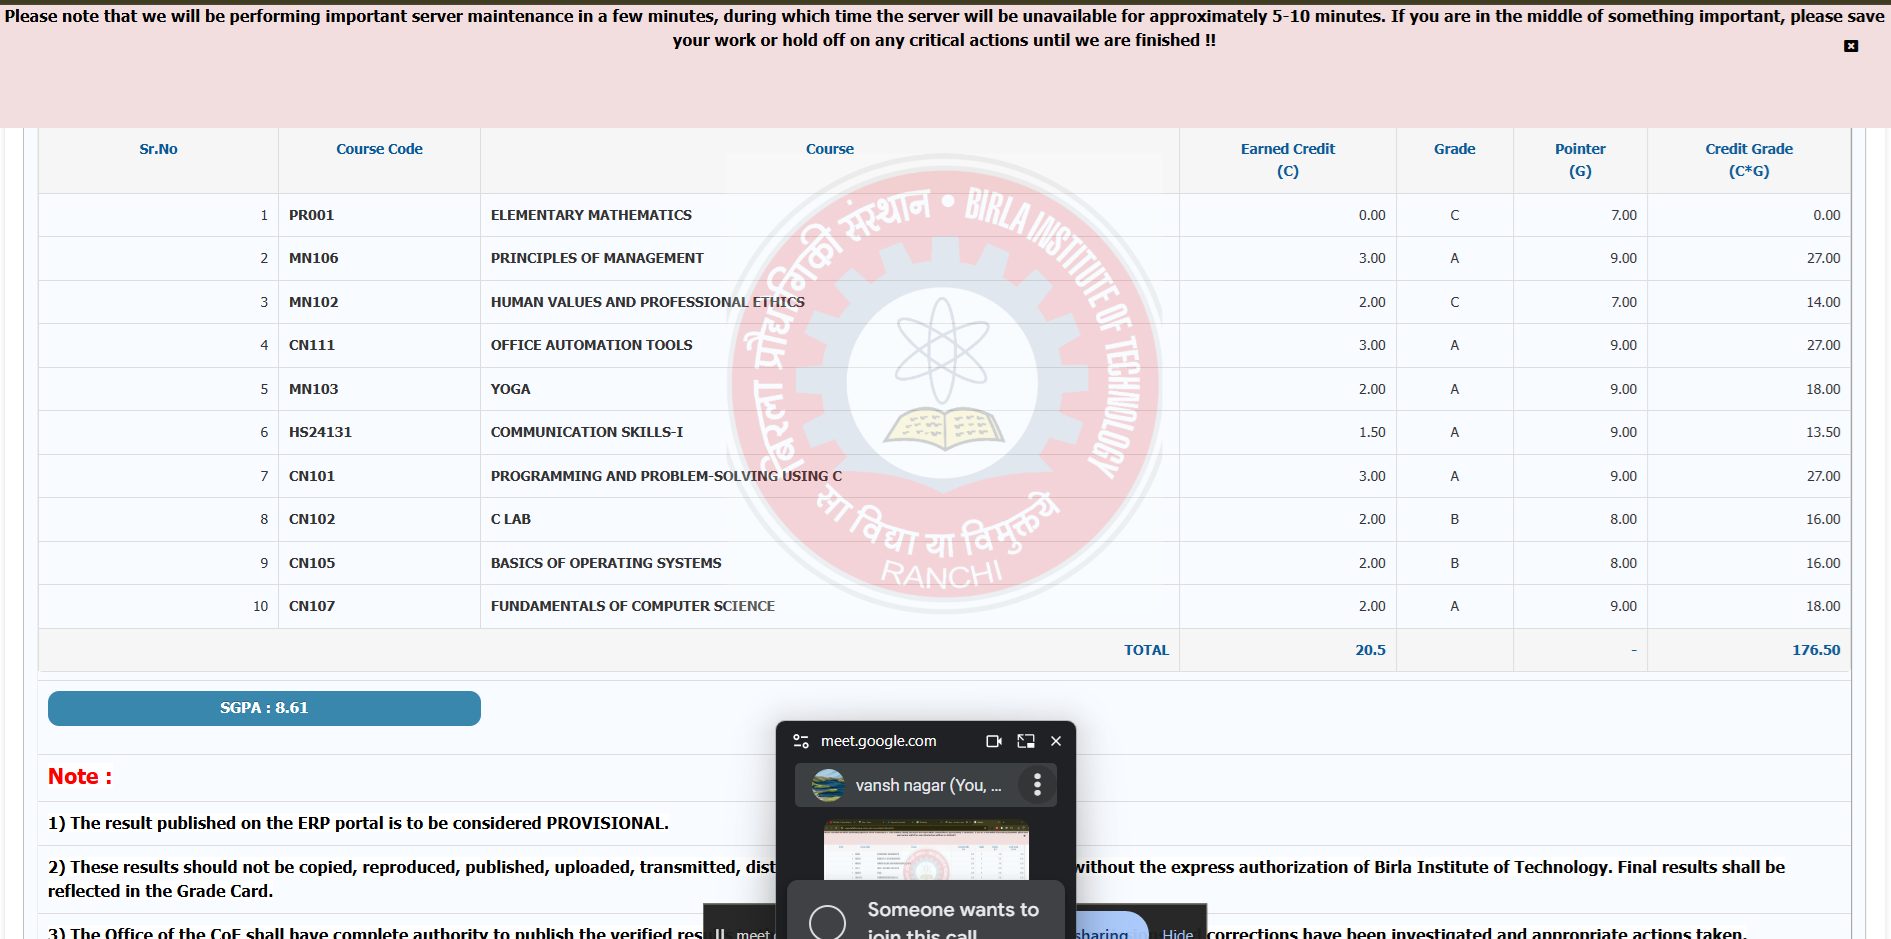 Please note that we will be performing important server maintenance in a few minutes, during which time the server will be unavailable for approximately 5-10 minutes. If you are in the middle of something important, please save
your work or hold off on any critical actions until we are finished !!
Sr.No Course Code Course Earned Credit (C) Grade Pointer (G) Credit Grade (C*G)
1 PR001 ELEMENTARY MATHEMATICS 0.00 C 7.00 0.00
2 MN106 PRINCIPLES OF MANAGEMENT 3.00 A 9.00 27.00
3 MN102 HUMAN VALUES AND PROFESSIONAL ETHICS 2.00 C 7.00 14.00
4 CN111 OFFICE AUTOMATION TOOLS 3.00 A 9.00 27.00
5 MN103 YOGA 2.00 A 9.00 18.00
6 HS24131 COMMUNICATION SKILLS-I 1.50 A 9.00 13.50
7 CN101 PROGRAMMING AND PROBLEM-SOLVING USING C 3.00 A 9.00 27.00
8 CN102 C LAB 2.00 B 8.00 16.00
9 CN105 BASICS OF OPERATING SYSTEMS 2.00 B 8.00 16.00
10 CN107 FUNDAMENTALS OF COMPUTER SCIENCE 2.00 A 9.00 18.00
TOTAL 20.5 - 176.50
बिरला प्रौद्योगिकी संस्थान • BIRLA INSTITUTE OF TECHNOLOGY
सा विद्या या विमुक्तये
RANCHI
SGPA : 8.61
Note :
1) The result published on the ERP portal is to be considered PROVISIONAL.
2) These results should not be copied, reproduced, published, uploaded, transmitted, without the express authorization of Birla Institute of Technology. Final results shall be
reflected in the Grade Card.
3) The Office of the CoE shall have complete authority to publish the verified corrections have been investigated and appropriate actions taken.
meet.google.com
vansh nagar (You, ...
Someone wants to
join this call
meet
sharing
Hide